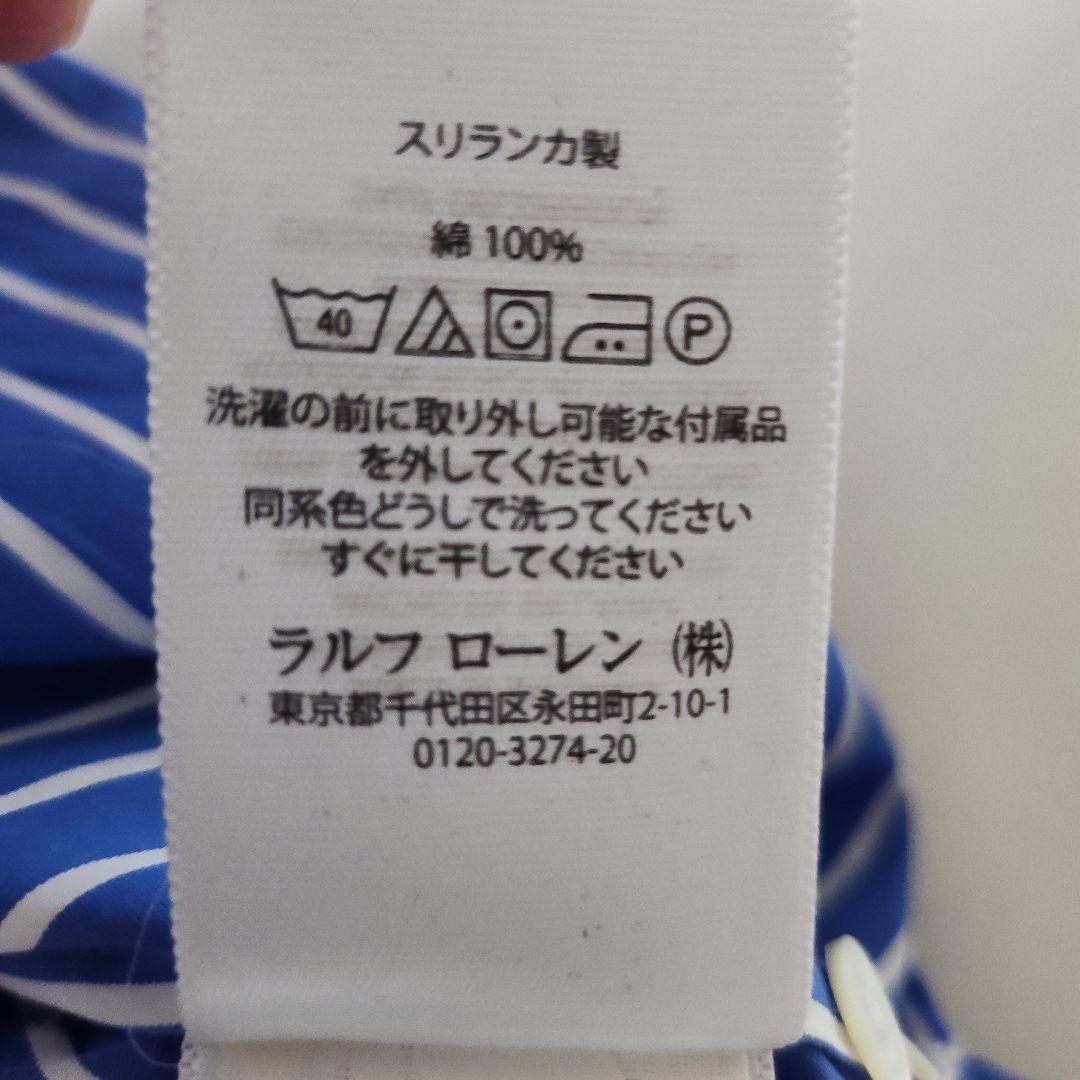 スリランカ製
綿 100%
40 P
洗濯の前に取り外し可能な付属品
を外してください
同系色どうしで洗ってください
すぐに干してください
ラルフ ローレン (株)
東京都千代田区永田町2-10-1
0120-3274-20